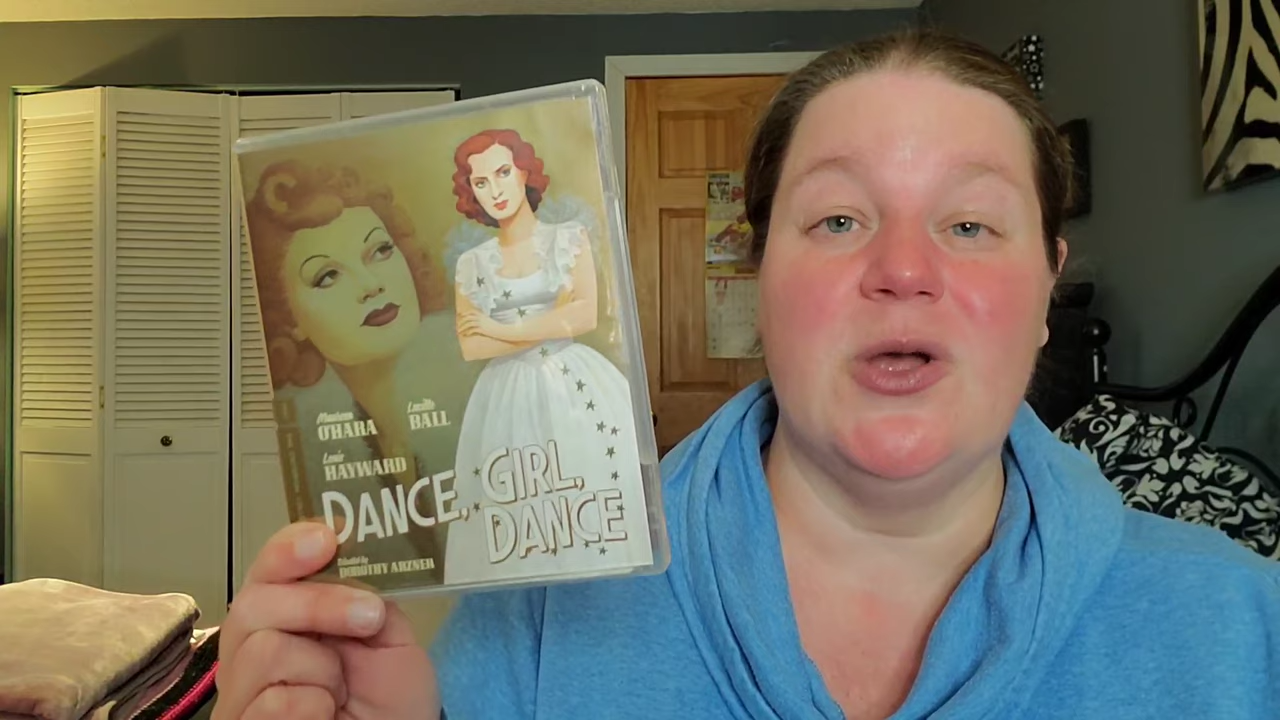 Maureen
O'HARA
Lucille
BALL
Louis
HAYWARD
DANCE, GIRL,
DANCE
Directed by
DOROTHY ARZNER